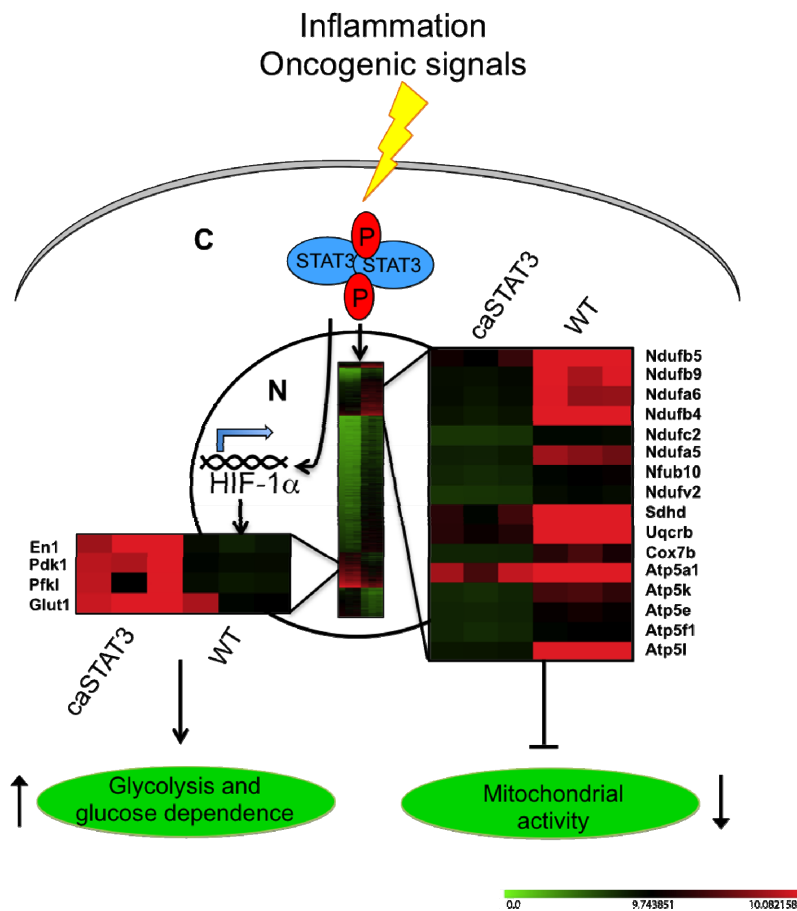 Inflammation
Oncogenic signals
C
P
STAT3
STAT3
P
caSTAT3
WT
N
HIF-1α
Ndufb5
Ndufb9
Ndufa6
Ndufb4
Ndufc2
Ndufa5
Nfub10
Ndufv2
Sdhd
Uqcrb
Cox7b
Atp5a1
Atp5k
Atp5e
Atp5f1
Atp5l
En1
Pdk1
Pfkl
Glut1
caSTAT3
WT
Glycolysis and
glucose dependence
Mitochondrial
activity
0.0
9.743851
10.082158